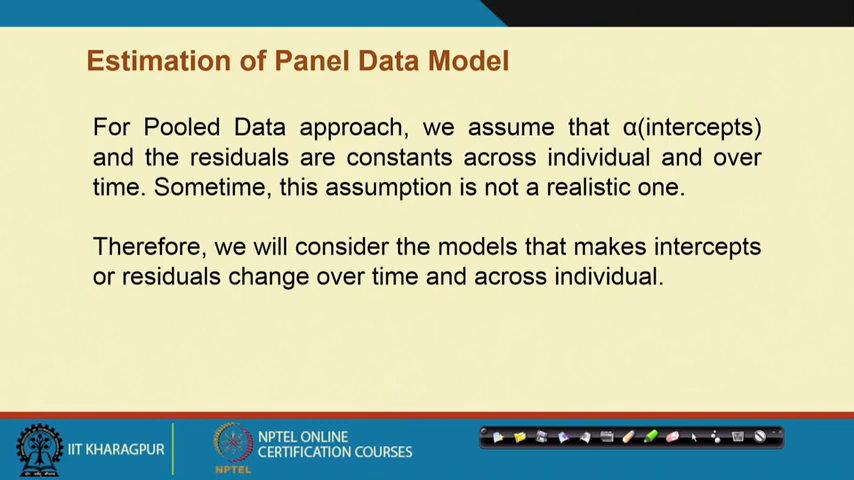 Estimation of Panel Data Model
For Pooled Data approach, we assume that α(intercepts)
and the residuals are constants across individual and over
time. Sometime, this assumption is not a realistic one.
Therefore, we will consider the models that makes intercepts
or residuals change over time and across individual.
IIT KHARAGPUR
NPTEL
NPTEL ONLINE
CERTIFICATION COURSES